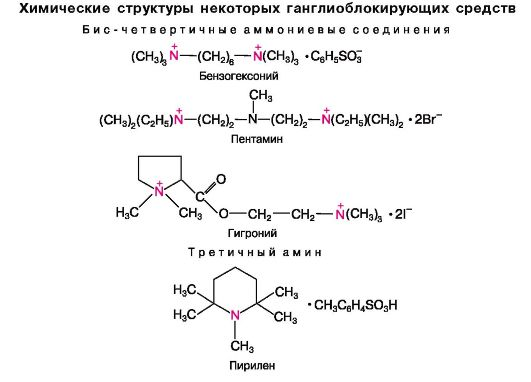 Химические структуры некоторых ганглиоблокирующих средств
Бис-четвертичные аммониевые соединения
(CH₃)₃N⁺—(CH₂)₆—N⁺(CH₃)₃ • C₆H₅SO₃⁻
Бензогексоний
CH₃
(CH₃)₂(C₂H₅)N⁺—(CH₂)₂—N—(CH₂)₂—N⁺(C₂H₅)(CH₃)₂ • 2Br⁻
Пентамин
N⁺ C O
H₃C CH₃ O—CH₂—CH₂—N⁺(CH₃)₃ • 2I⁻
Гигроний
Третичный амин
H₃C CH₃
H₃C N CH₃ • CH₃C₆H₄SO₃H
CH₃
Пирилен